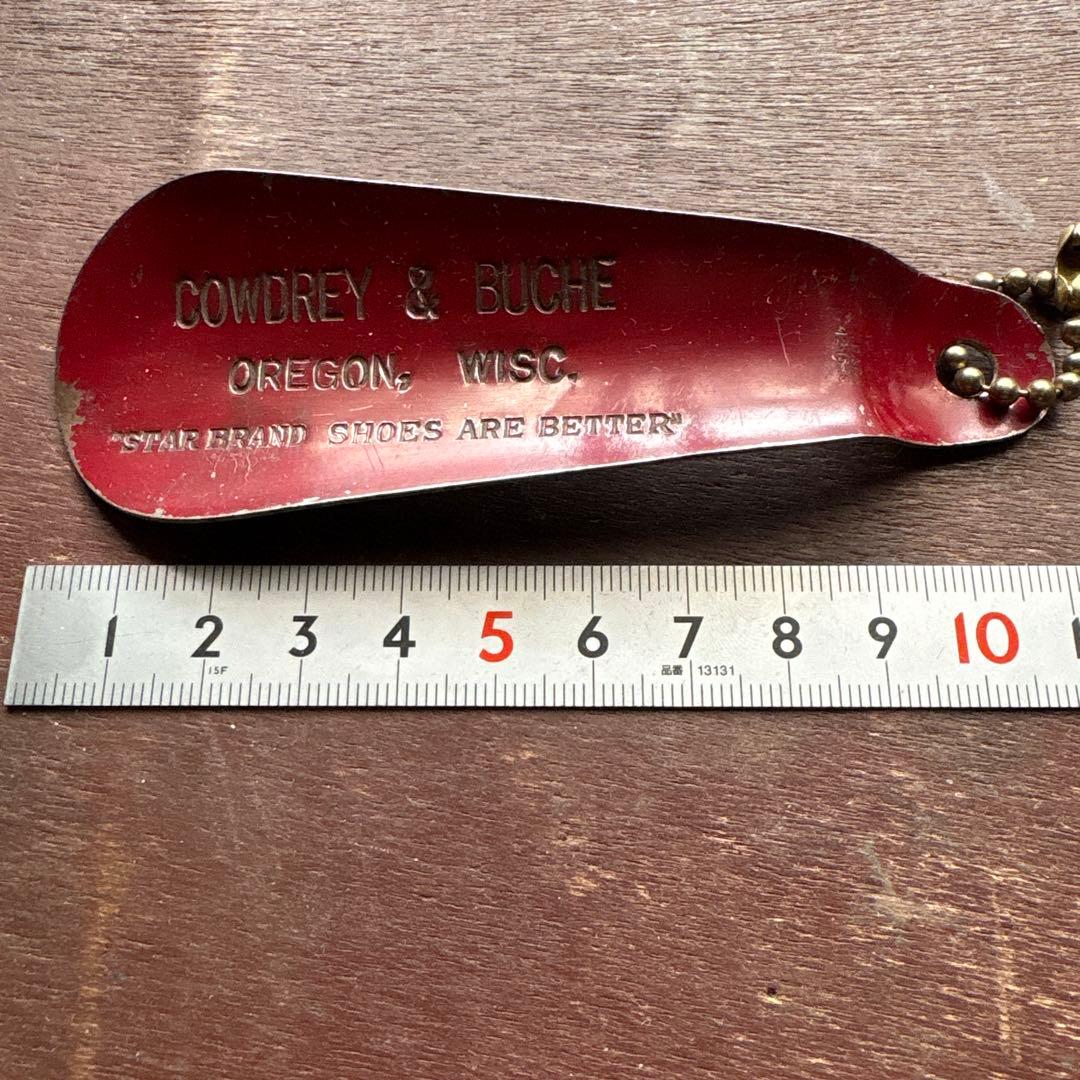 COWDREY & BUCHE
OREGON, WISC.
"STAR BRAND SHOES ARE BETTER"
1 2 3 4 5 6 7 8 9 10
15F 品番 13131